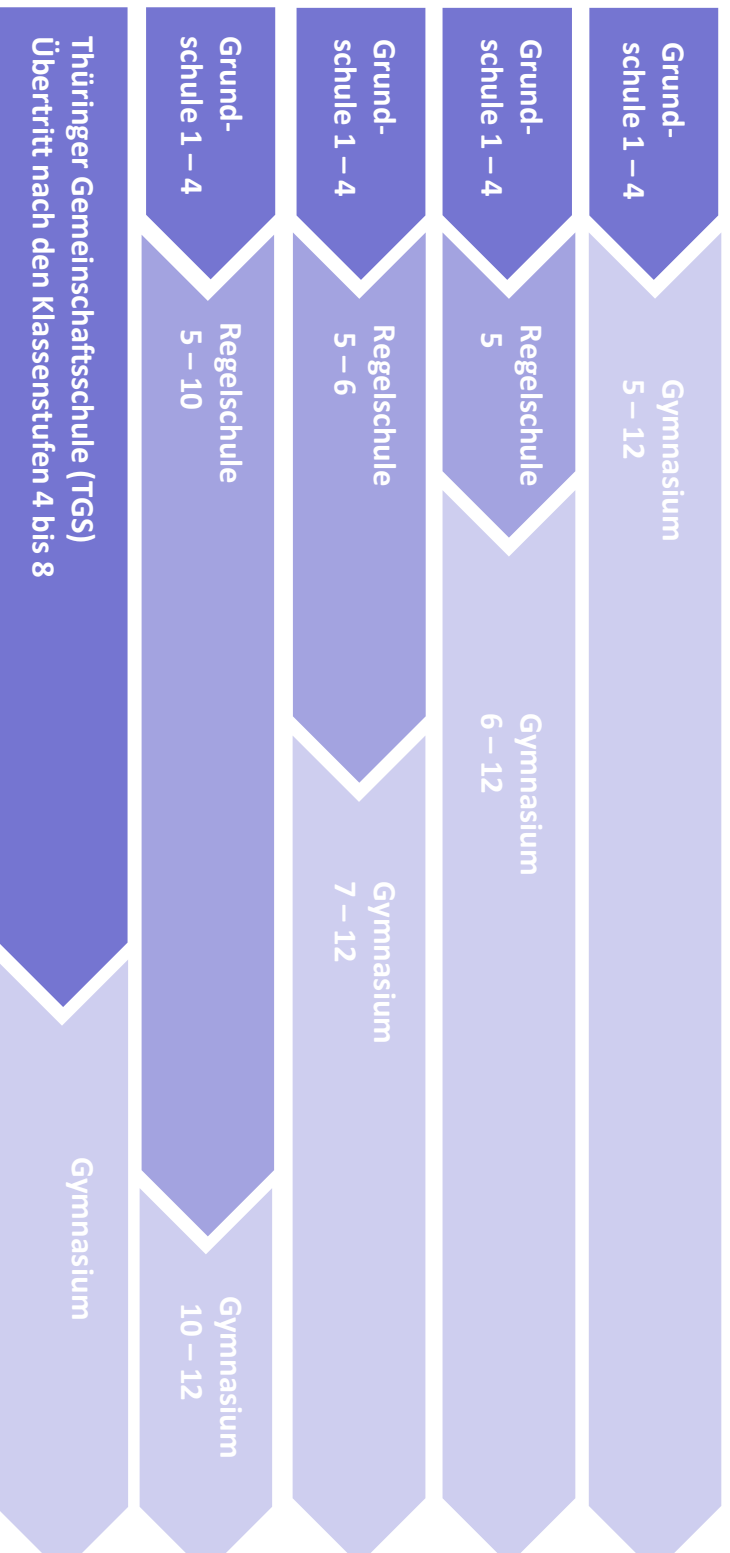 Grund-
schule 1 – 4
Gymnasium
5 – 12
Grund-
schule 1 – 4
Regelschule
5
Gymnasium
6 – 12
Grund-
schule 1 – 4
Regelschule
5 – 6
Gymnasium
7 – 12
Grund-
schule 1 – 4
Regelschule
5 – 10
Gymnasium
10 – 12
Thüringer Gemeinschaftsschule (TGS)
Übertritt nach den Klassenstufen 4 bis 8
Gymnasium